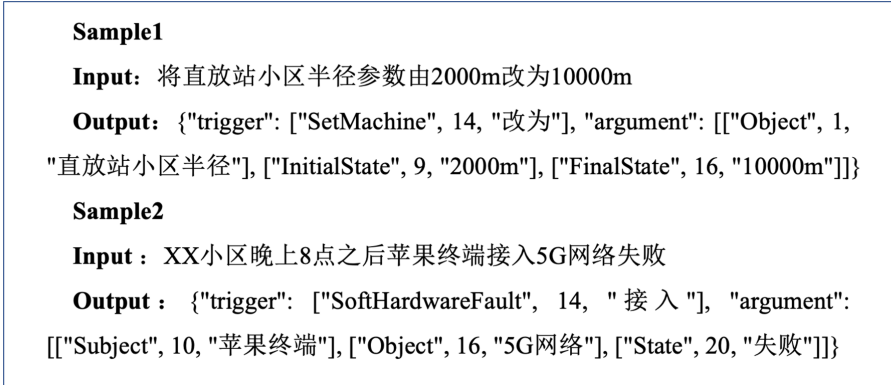 Sample1
Input：将直放站小区半径参数由2000m改为10000m
Output：{"trigger": ["SetMachine", 14, "改为"], "argument": [["Object", 1,
"直放站小区半径"], ["InitialState", 9, "2000m"], ["FinalState", 16, "10000m"]]}
Sample2
Input：XX小区晚上8点之后苹果终端接入5G网络失败
Output：{"trigger": ["SoftHardwareFault", 14, "接入"], "argument":
[["Subject", 10, "苹果终端"], ["Object", 16, "5G网络"], ["State", 20, "失败"]]}